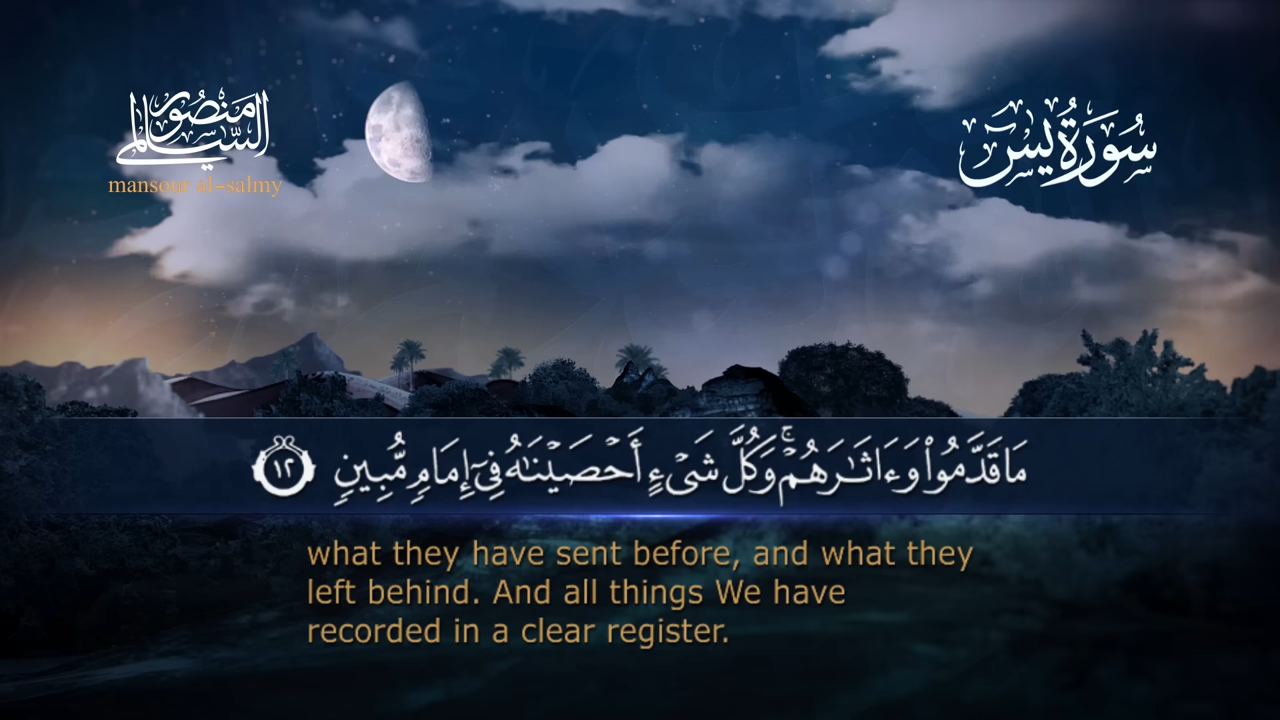 منصور السالمي
mansour al-salmy
سُورَةُ يسٓ
مَا قَدَّمُوا۟ وَءَاثَـٰرَهُمْ ۚ وَكُلَّ شَىْءٍ أَحْصَيْنَـٰهُ فِىٓ إِمَامٍ مُّبِينٍ ١٢
what they have sent before, and what they
left behind. And all things We have
recorded in a clear register.